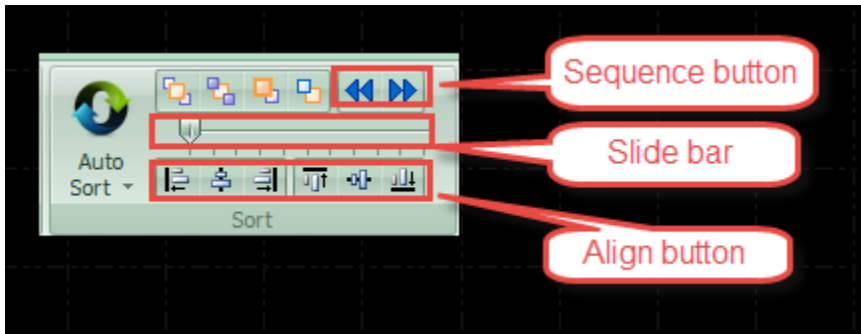 Sequence button
Slide bar
Auto
Sort
Sort
Align button